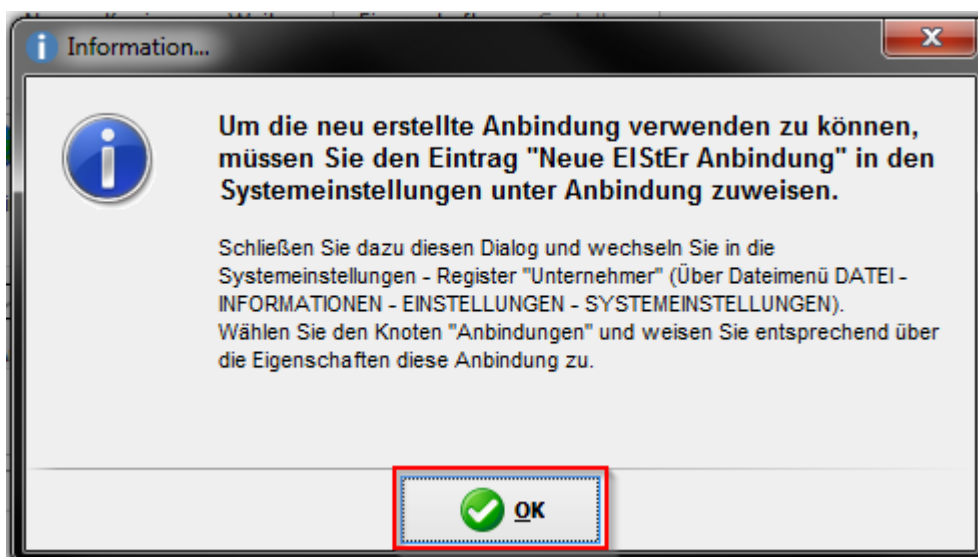 Information...
Um die neu erstellte Anbindung verwenden zu können,
müssen Sie den Eintrag "Neue ElStEr Anbindung" in den
Systemeinstellungen unter Anbindung zuweisen.
Schließen Sie dazu diesen Dialog und wechseln Sie in die
Systemeinstellungen - Register "Unternehmer" (Über Dateimenü DATEI -
INFORMATIONEN - EINSTELLUNGEN - SYSTEMEINSTELLUNGEN).
Wählen Sie den Knoten "Anbindungen" und weisen Sie entsprechend über
die Eigenschaften diese Anbindung zu.
OK